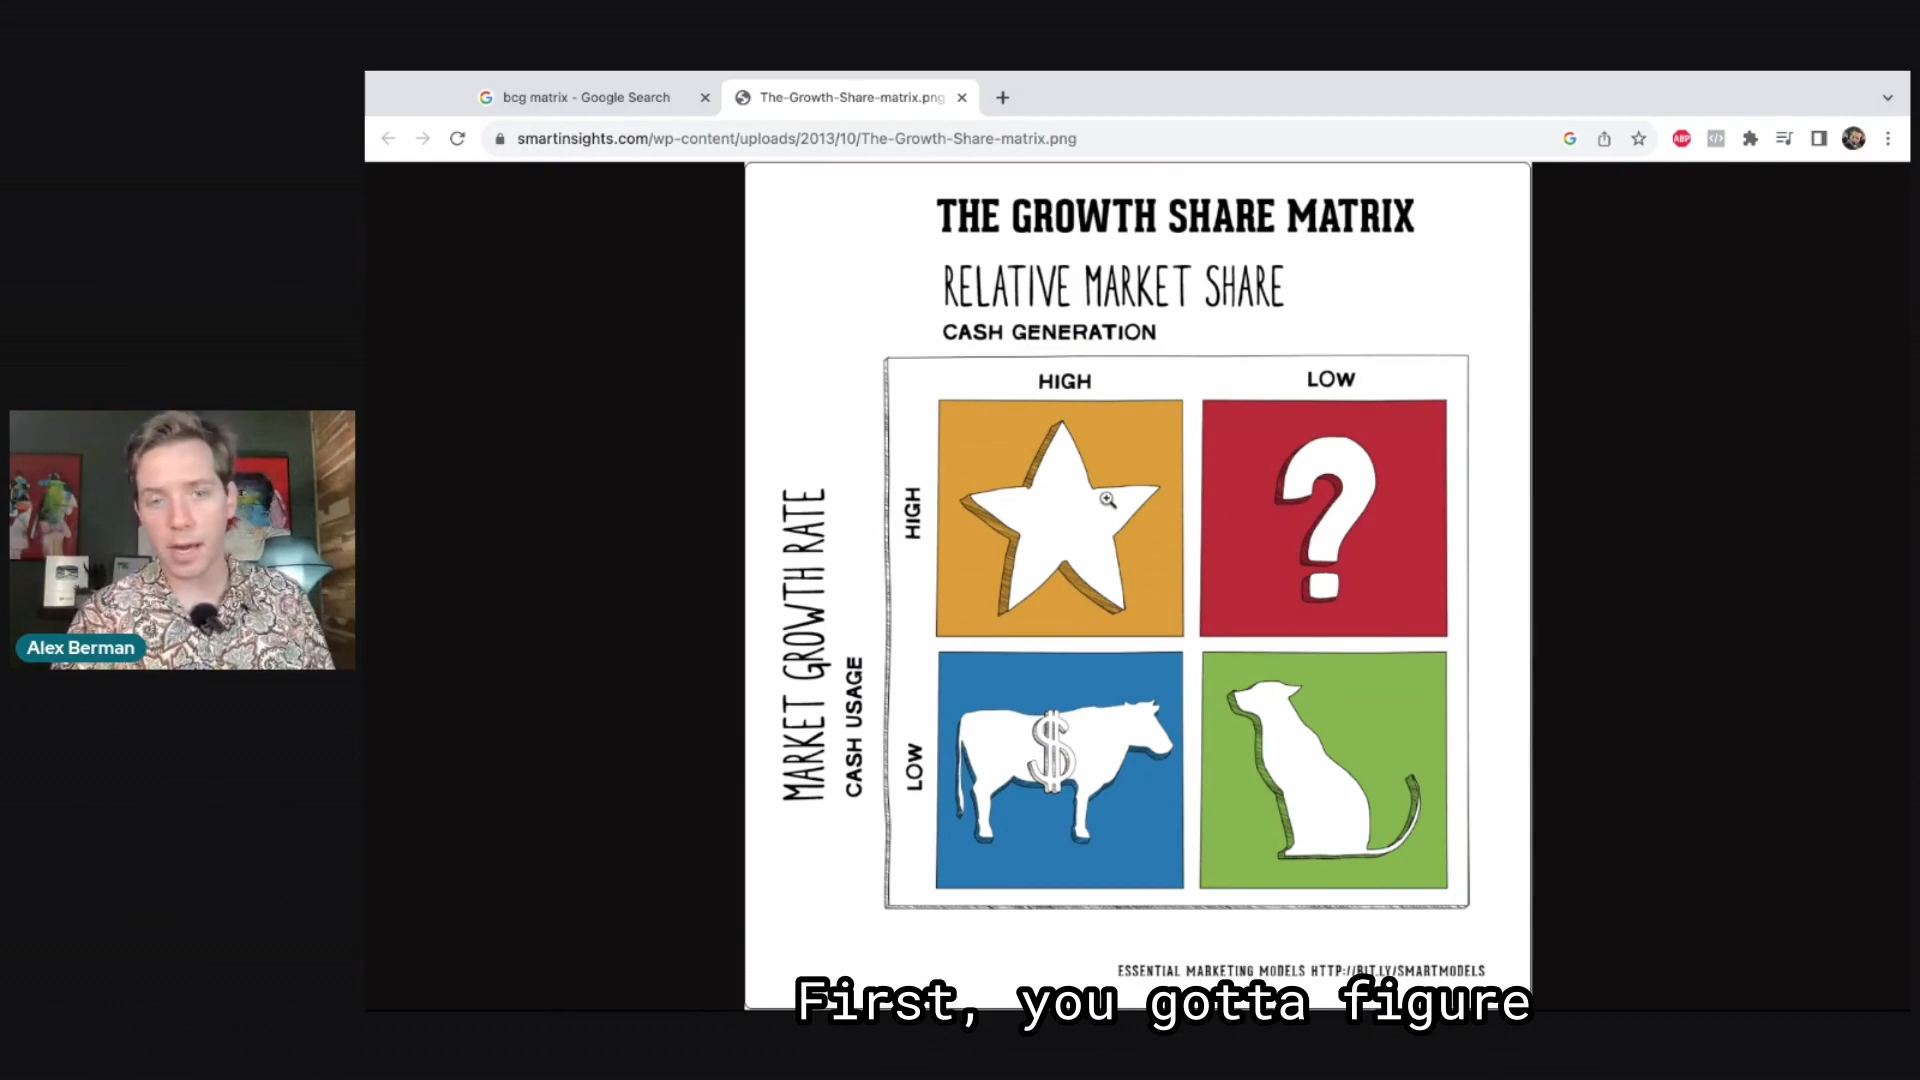 bcg matrix - Google Search
The-Growth-Share-matrix.png
smartinsights.com/wp-content/uploads/2013/10/The-Growth-Share-matrix.png
ABP
THE GROWTH SHARE MATRIX
RELATIVE MARKET SHARE
CASH GENERATION
HIGH
LOW
MARKET GROWTH RATE
CASH USAGE
HIGH
LOW
?
$
Alex Berman
ESSENTIAL MARKETING MODELS HTTP://BIT.LY/SMARTMODELS
First, you gotta figure